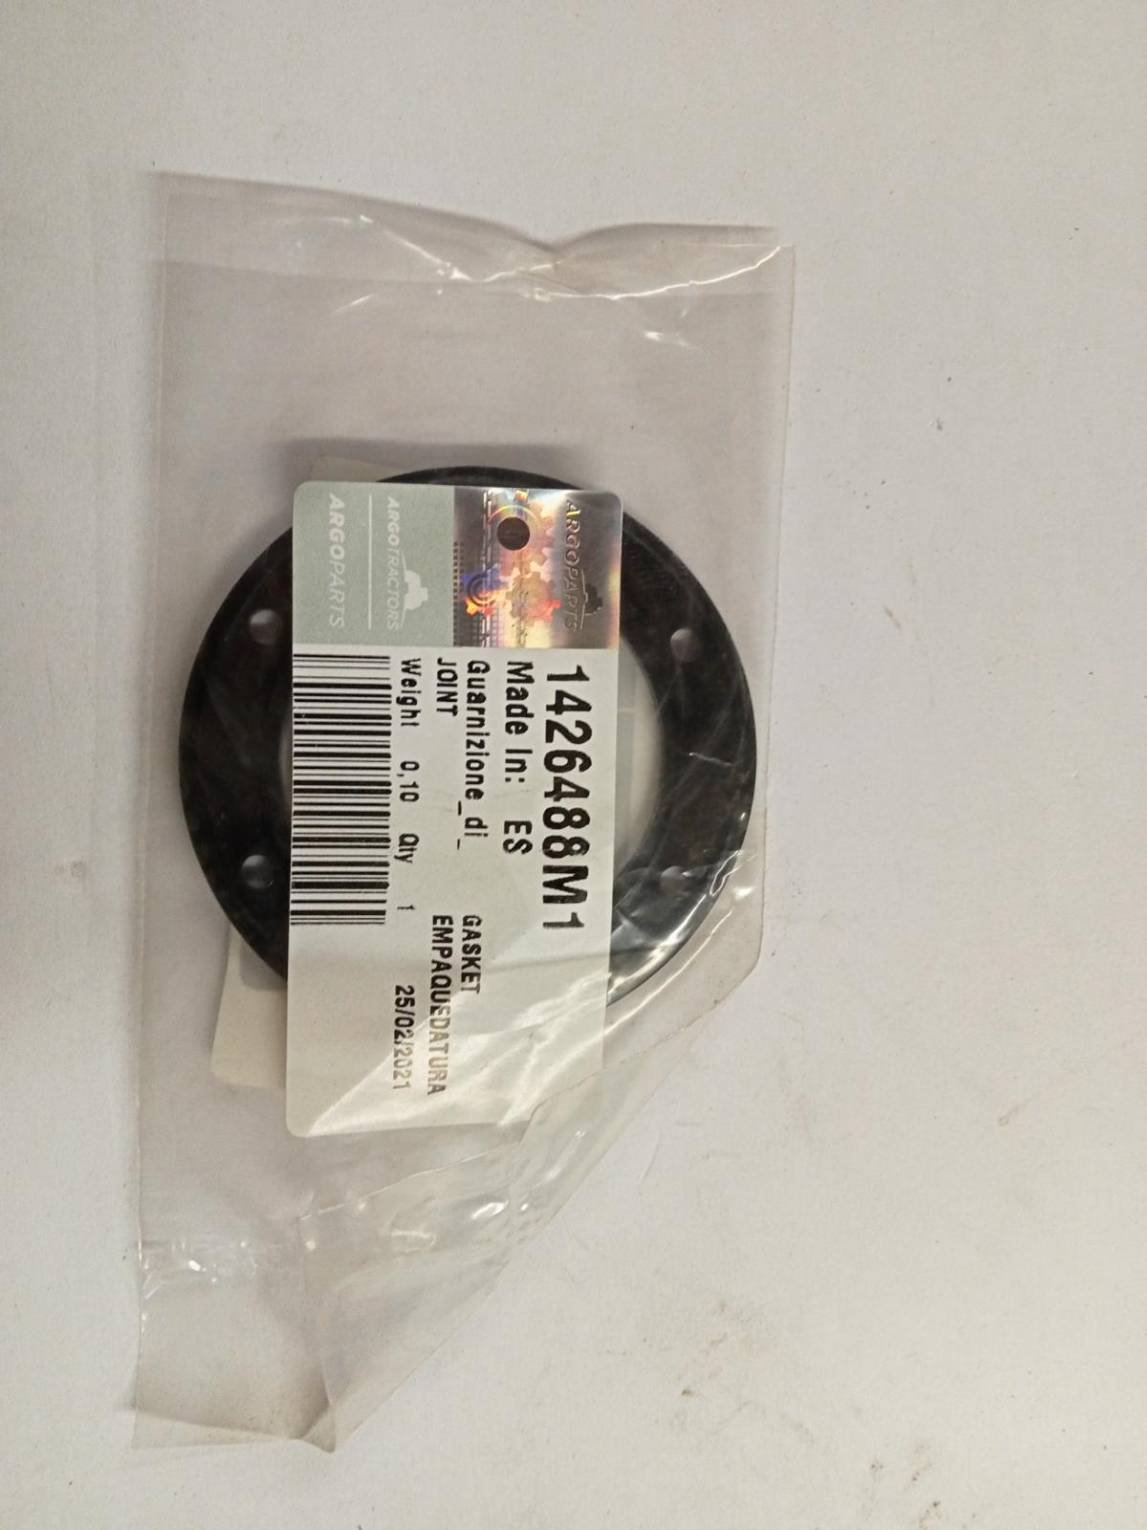 ARGOPARTS
ARGOTRACTORS
ARGOPARTS
1426488M1
Made In: ES
Guarnizione_di_ GASKET
JOINT EMPAQUEDATURA
Weight 0,10 Qty 1 25/02/2021